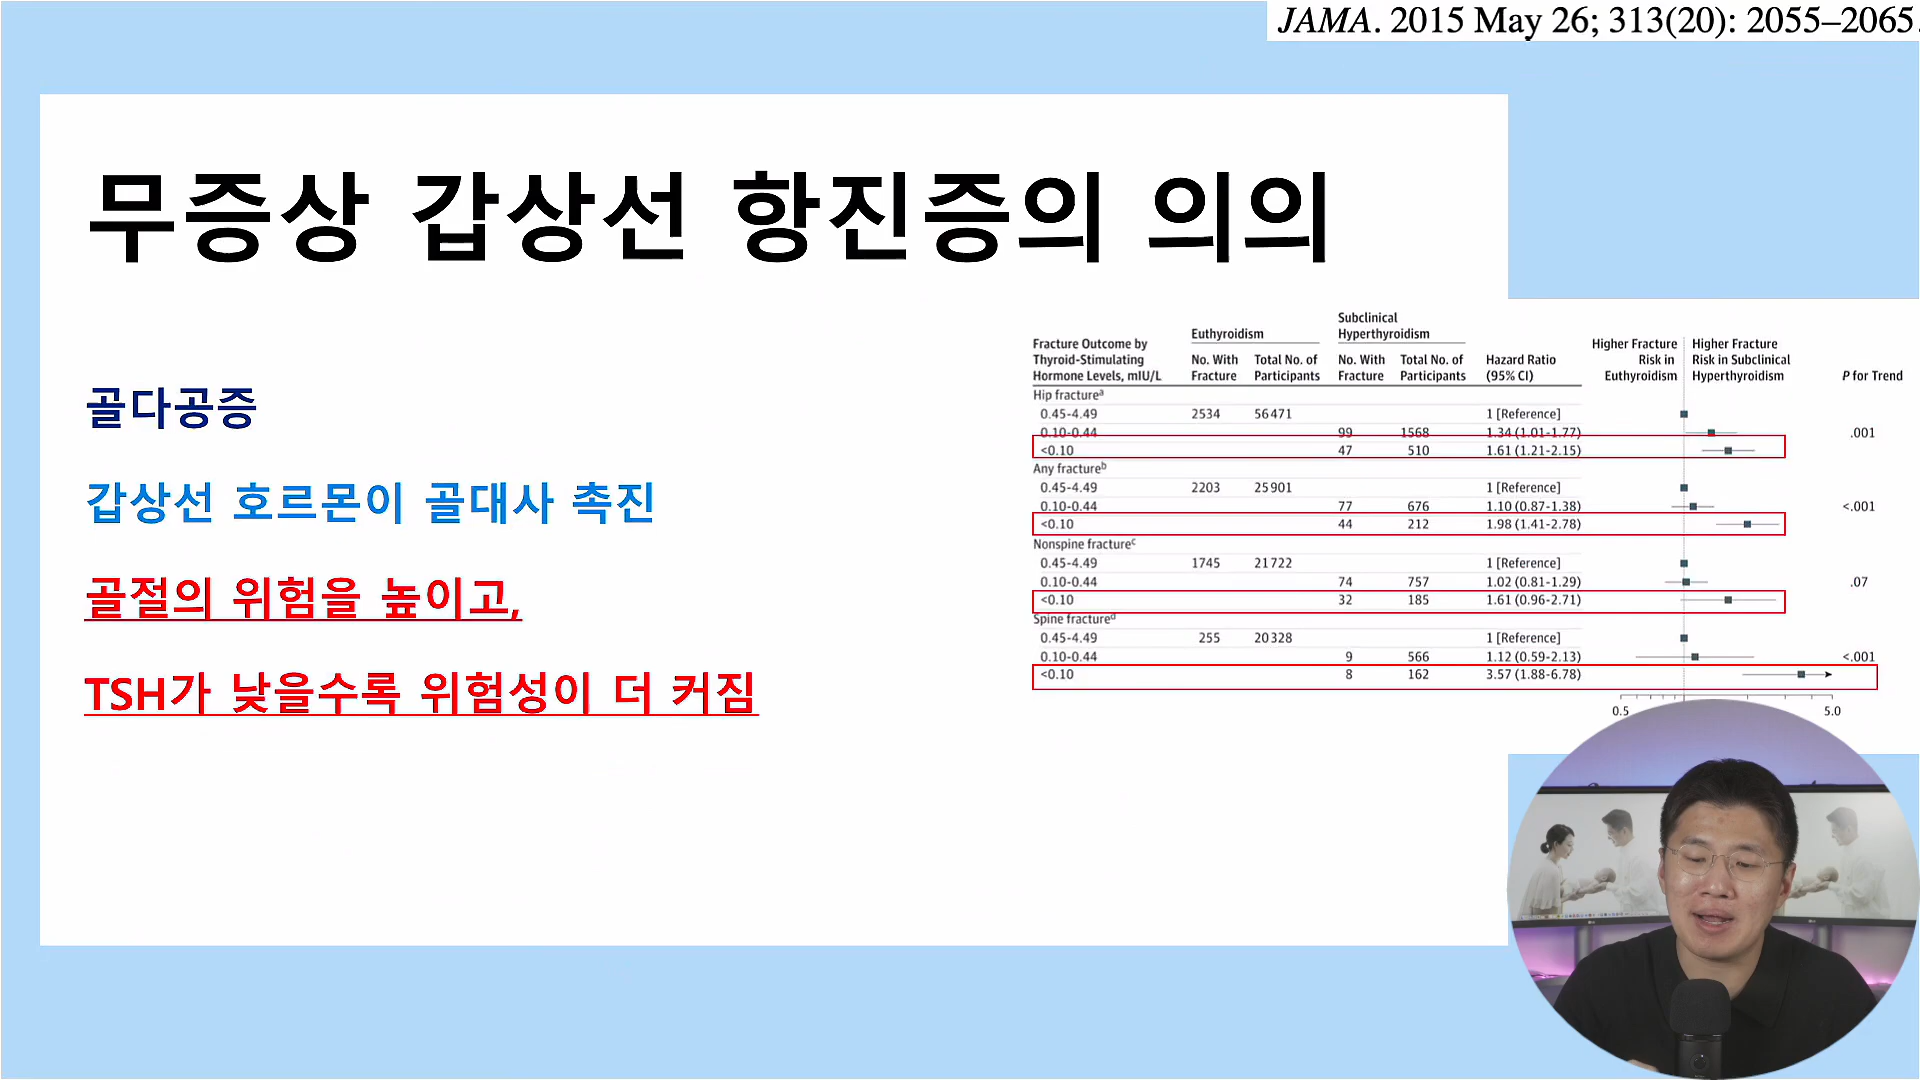 JAMA. 2015 May 26; 313(20): 2055–2065.
무증상 갑상선 항진증의 의의
골다공증
갑상선 호르몬이 골대사 촉진
골절의 위험을 높이고,
TSH가 낮을수록 위험성이 더 커짐
Fracture Outcome by Thyroid-Stimulating Hormone Levels, mIU/L
Euthyroidism
No. With Fracture
Total No. of Participants
Subclinical Hyperthyroidism
No. With Fracture
Total No. of Participants
Hazard Ratio (95% CI)
Higher Fracture Risk in Euthyroidism
Higher Fracture Risk in Subclinical Hyperthyroidism
P for Trend
Hip fractureᵃ
0.45-4.49 2534 56471 1 [Reference]
0.10-0.44 99 1568 1.34 (1.01-1.77) .001
<0.10 47 510 1.61 (1.21-2.15)
Any fractureᵇ
0.45-4.49 2203 25901 1 [Reference]
0.10-0.44 77 676 1.10 (0.87-1.38) <.001
<0.10 44 212 1.98 (1.41-2.78)
Nonspine fractureᶜ
0.45-4.49 1745 21722 1 [Reference]
0.10-0.44 74 757 1.02 (0.81-1.29) .07
<0.10 32 185 1.61 (0.96-2.71)
Spine fractureᵈ
0.45-4.49 255 20328 1 [Reference]
0.10-0.44 9 566 1.12 (0.59-2.13) <.001
<0.10 8 162 3.57 (1.88-6.78)
0.5 5.0